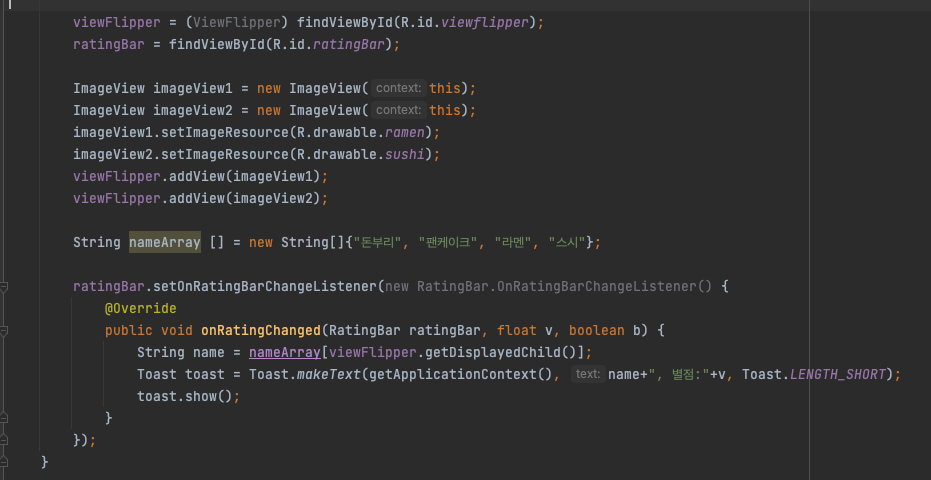 viewFlipper = (ViewFlipper) findViewById(R.id.viewflipper);
ratingBar = findViewById(R.id.ratingBar);
ImageView imageView1 = new ImageView( context: this);
ImageView imageView2 = new ImageView( context: this);
imageView1.setImageResource(R.drawable.ramen);
imageView2.setImageResource(R.drawable.sushi);
viewFlipper.addView(imageView1);
viewFlipper.addView(imageView2);
String nameArray [] = new String[]{"돈부리", "팬케이크", "라멘", "스시"};
ratingBar.setOnRatingBarChangeListener(new RatingBar.OnRatingBarChangeListener() {
@Override
public void onRatingChanged(RatingBar ratingBar, float v, boolean b) {
String name = nameArray[viewFlipper.getDisplayedChild()];
Toast toast = Toast.makeText(getApplicationContext(), text: name+", 별점:"+v, Toast.LENGTH_SHORT);
toast.show();
}
});
}